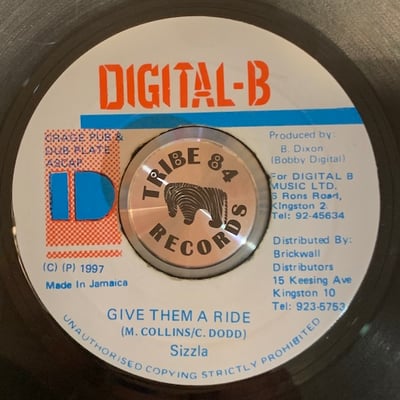 DIGITAL-B
CRADE PUB &
DUB PLATE
ASCAP
Produced by:
B. Dixon
(Bobby Digital)
For DIGITAL B
MUSIC LTD.
6 Rons Road,
Kingston 2
Tel: 92-45634
TRIBE 84
RECORDS
(C) (P) 1997
Made In Jamaica
Distributed By:
Brickwall
Distributors
15 Keesing Ave
Kingston 10
Tel: 923-5753
GIVE THEM A RIDE
(M. COLLINS/C. DODD)
Sizzla
UNAUTHORISED COPYING STRICTLY PROHIBITED